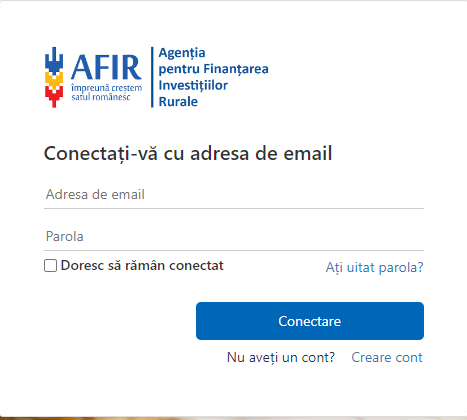 AFIR
împreună creștem
satul românesc
Agenția
pentru Finanțarea
Investițiilor
Rurale
Conectați-vă cu adresa de email
Adresa de email
Parola
Doresc să rămân conectat
Ați uitat parola?
Conectare
Nu aveți un cont? Creare cont